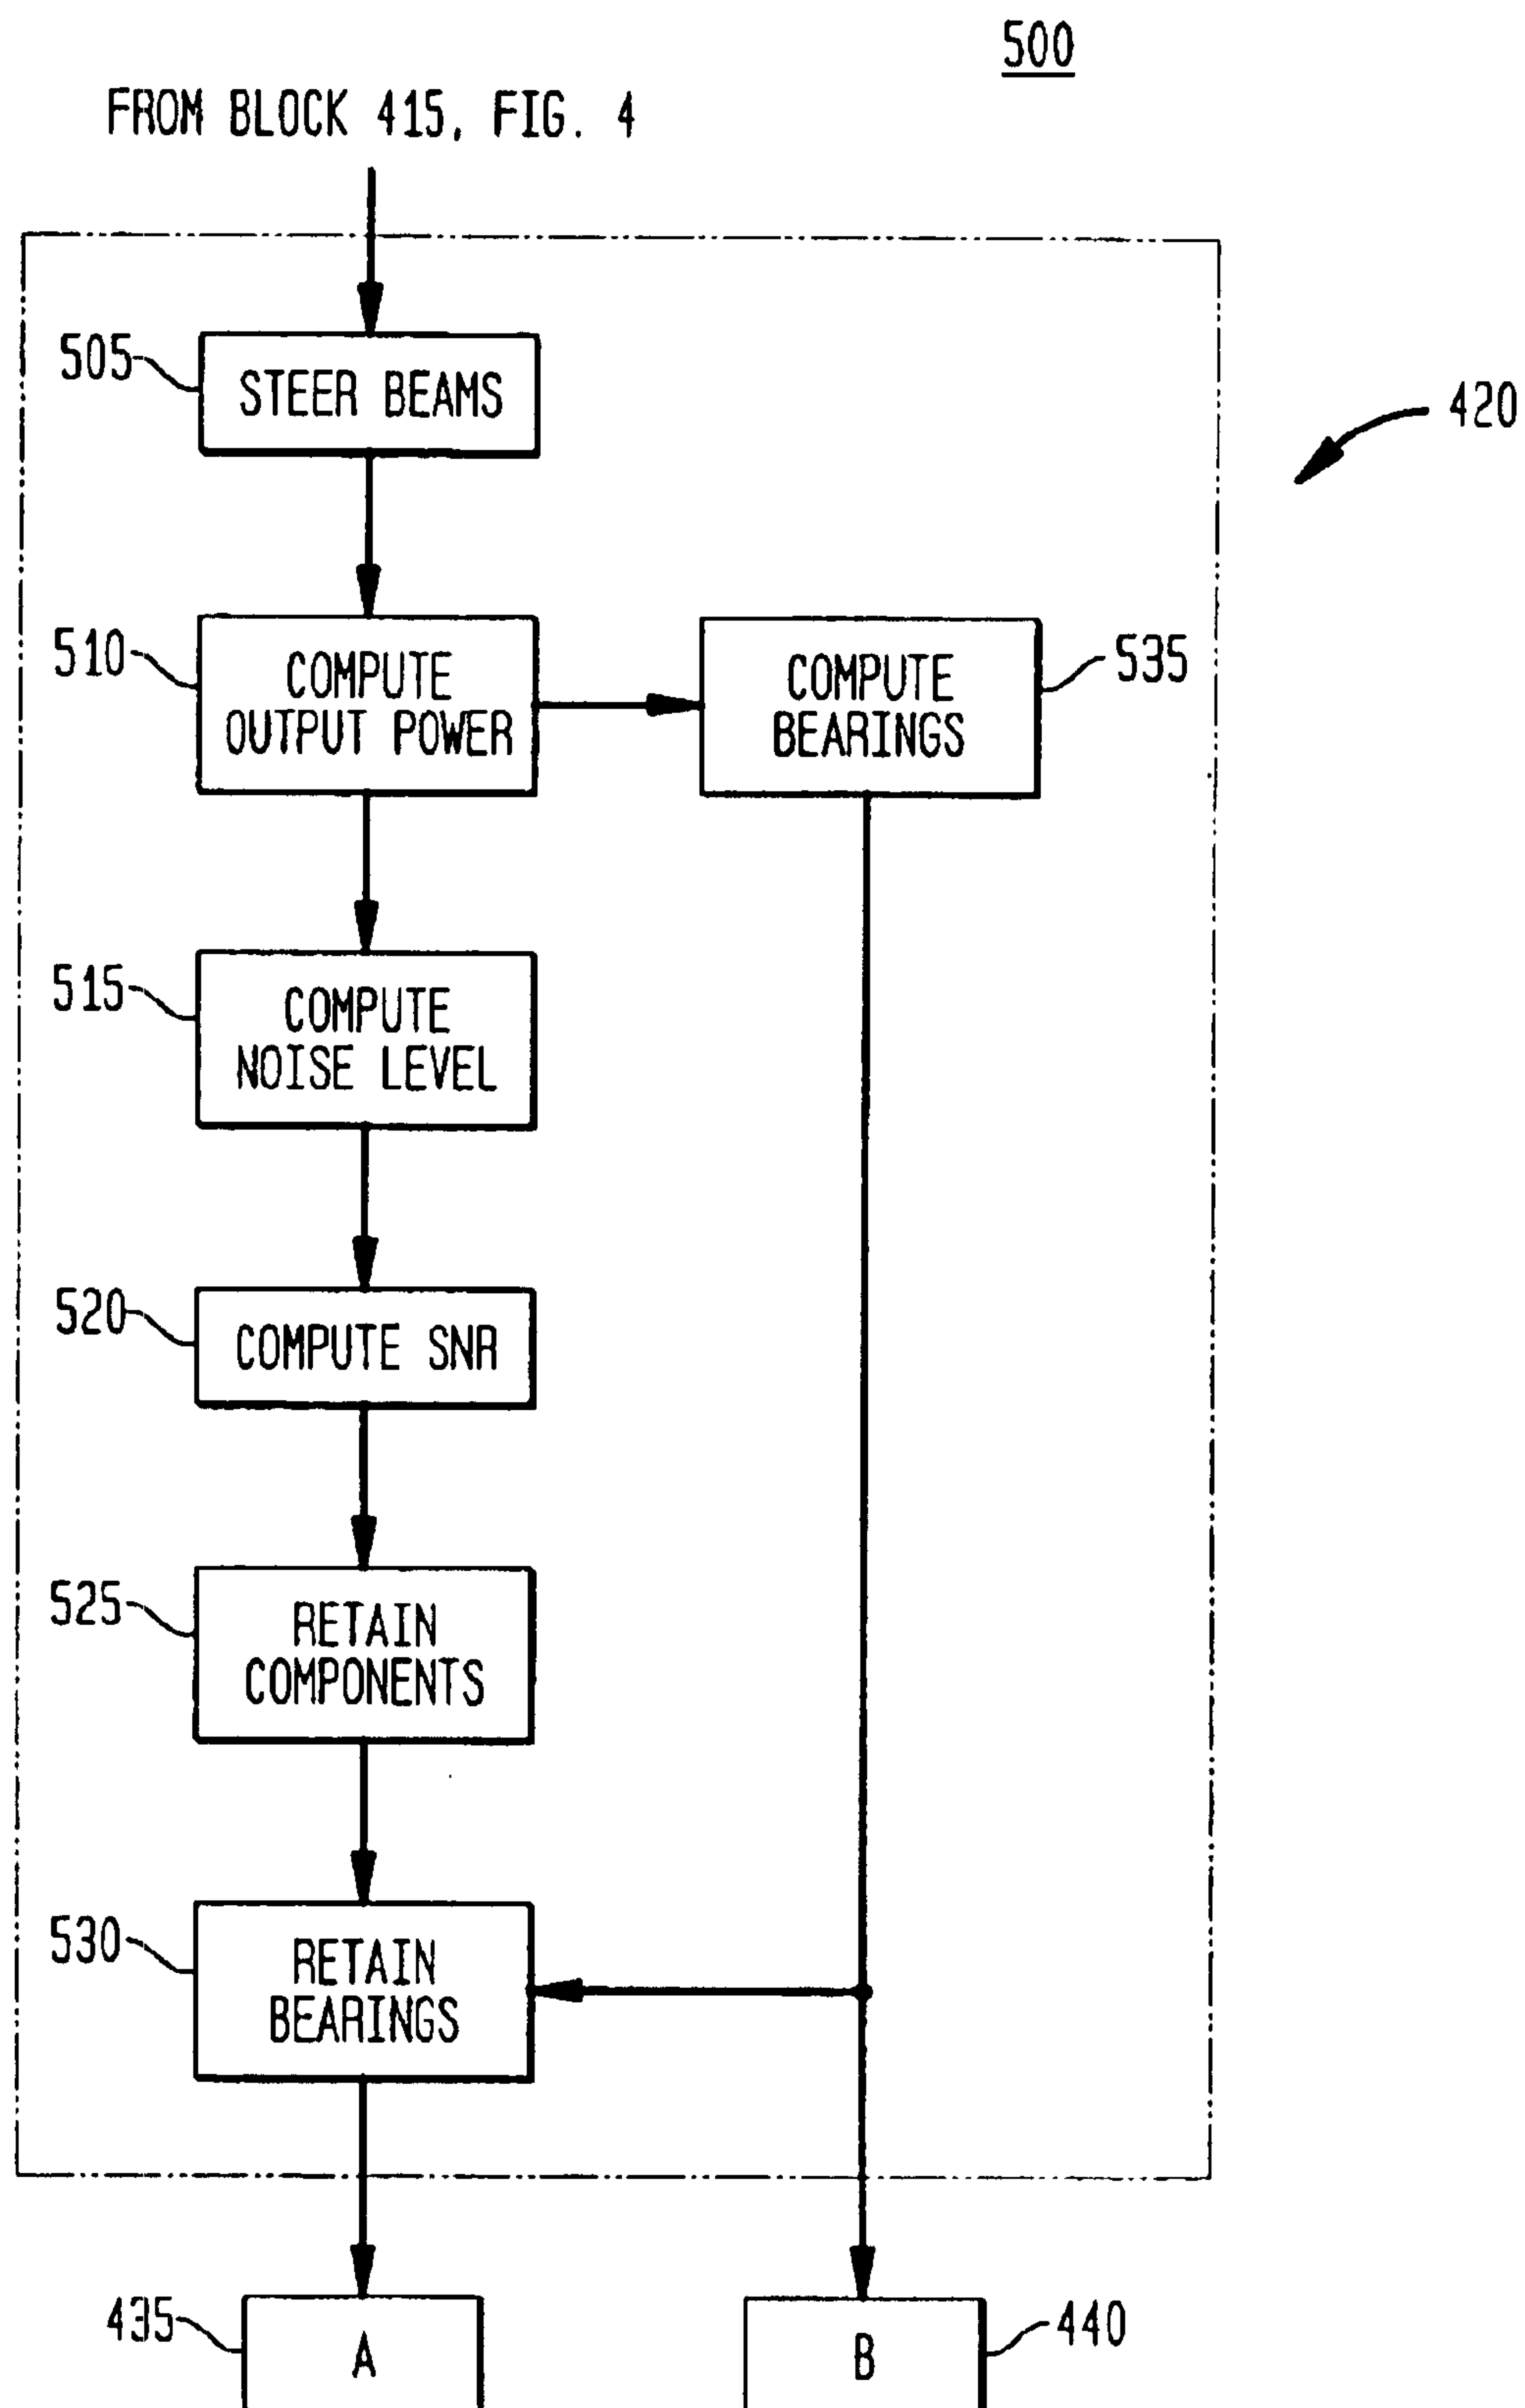 500
FROM BLOCK 415, FIG. 4
505
STEER BEAMS
420
510
COMPUTE
OUTPUT POWER
COMPUTE
BEARINGS
535
515
COMPUTE
NOISE LEVEL
520
COMPUTE SNR
525
RETAIN
COMPONENTS
530
RETAIN
BEARINGS
435
A
B
440